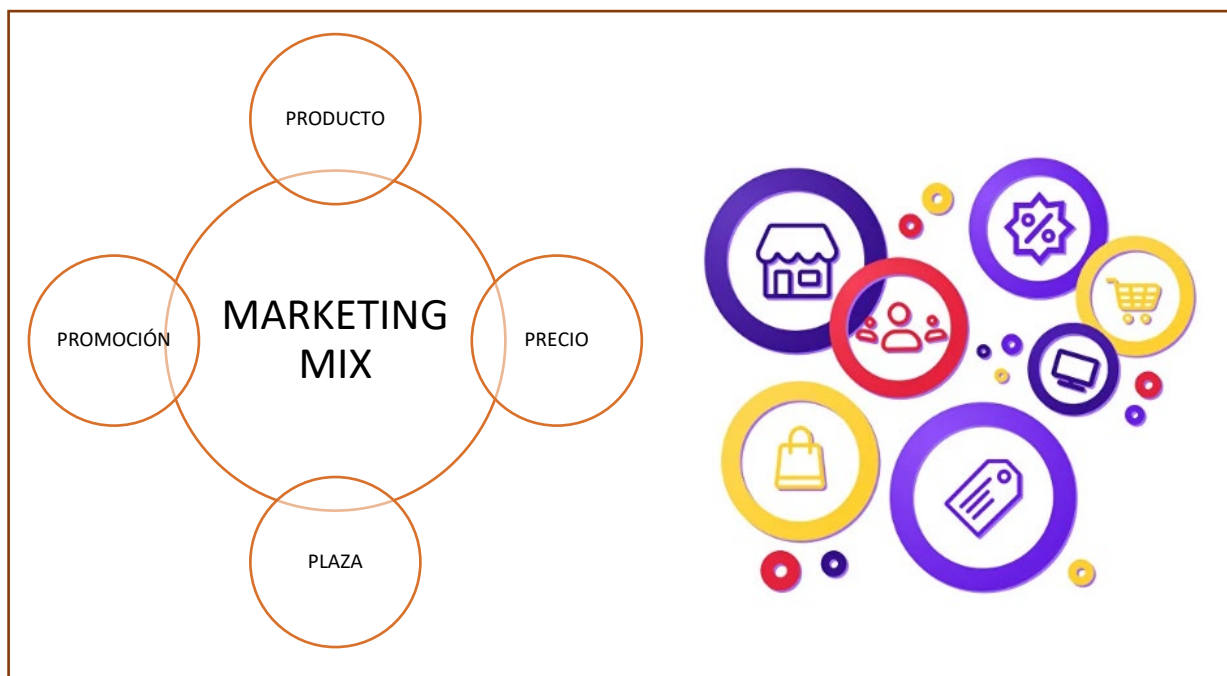 PRODUCTO
PROMOCIÓN
MARKETING
MIX
PRECIO
PLAZA
%